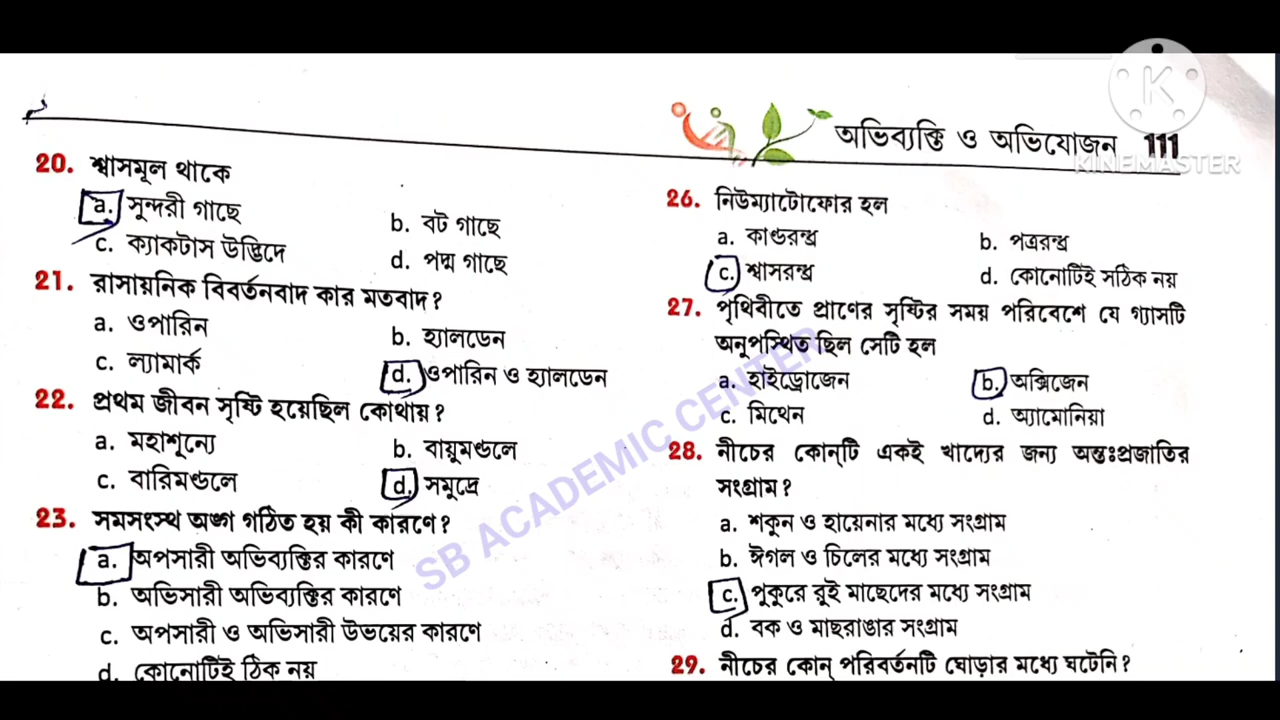 অভিব্যক্তি ও অভিযোজন 111
KINEMASTER
20. শ্বাসমূল থাকে
a. সুন্দরী গাছে
b. বট গাছে
c. ক্যাকটাস উদ্ভিদে
d. পদ্ম গাছে
21. রাসায়নিক বিবর্তনবাদ কার মতবাদ?
a. ওপারিন
b. হ্যালডেন
c. ল্যামার্ক
d. ওপারিন ও হ্যালডেন
22. প্রথম জীবন সৃষ্টি হয়েছিল কোথায়?
a. মহাশূন্যে
b. বায়ুমণ্ডলে
c. বারিমণ্ডলে
d. সমুদ্রে
23. সমসংস্থ অঙ্গ গঠিত হয় কী কারণে?
a. অপসারী অভিব্যক্তির কারণে
b. অভিসারী অভিব্যক্তির কারণে
c. অপসারী ও অভিসারী উভয়ের কারণে
d. কোনোটিই ঠিক নয়
26. নিউম্যাটোফোর হল
a. কাণ্ডরন্ধ্র
b. পত্ররন্ধ্র
c. শ্বাসরন্ধ্র
d. কোনোটিই সঠিক নয়
27. পৃথিবীতে প্রাণের সৃষ্টির সময় পরিবেশে যে গ্যাসটি
অনুপস্থিত ছিল সেটি হল
a. হাইড্রোজেন
b. অক্সিজেন
c. মিথেন
d. অ্যামোনিয়া
28. নীচের কোন্‌টি একই খাদ্যের জন্য অন্তঃপ্রজাতির
সংগ্রাম?
a. শকুন ও হায়েনার মধ্যে সংগ্রাম
b. ঈগল ও চিলের মধ্যে সংগ্রাম
c. পুকুরে রুই মাছেদের মধ্যে সংগ্রাম
d. বক ও মাছরাঙার সংগ্রাম
29. নীচের কোন্ পরিবর্তনটি ঘোড়ার মধ্যে ঘটেনি?
SB ACADEMIC CENTER